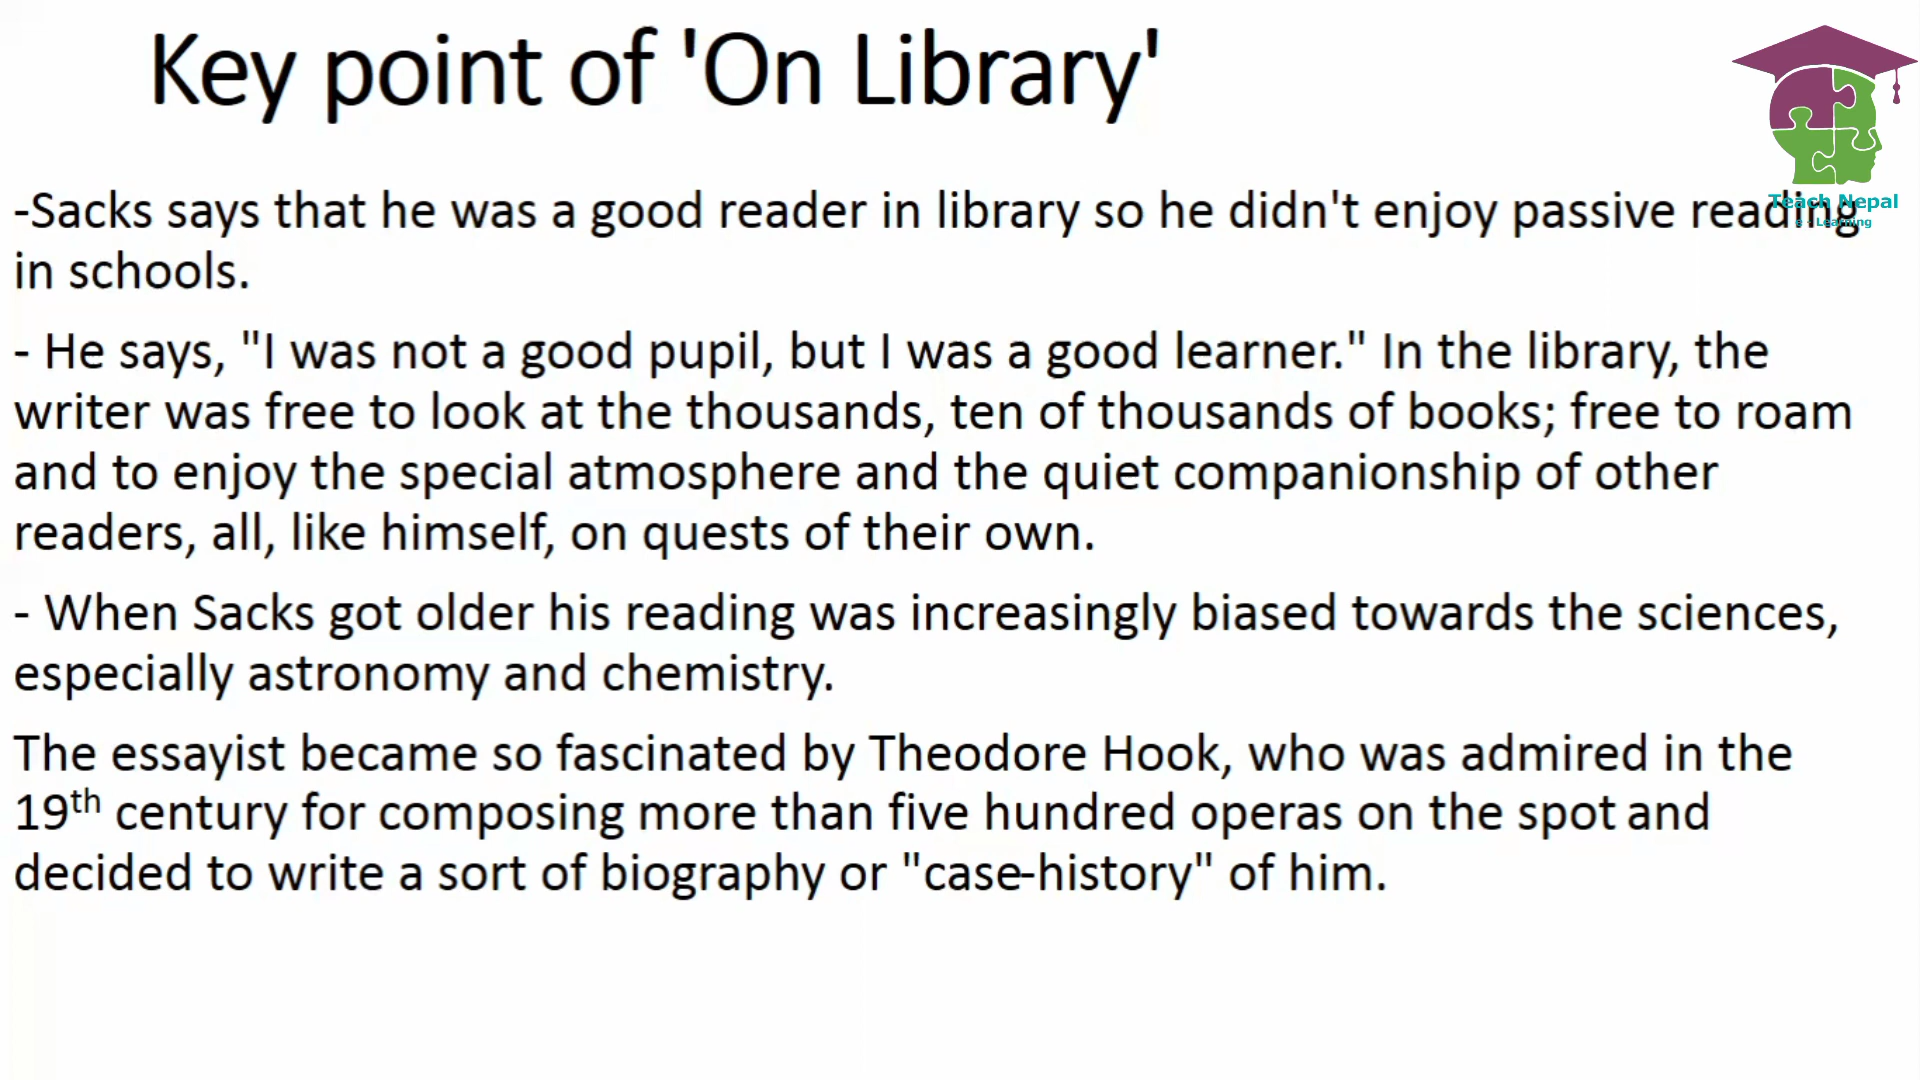 Key point of 'On Library'
-Sacks says that he was a good reader in library so he didn't enjoy passive reading
in schools.
- He says, "I was not a good pupil, but I was a good learner." In the library, the
writer was free to look at the thousands, ten of thousands of books; free to roam
and to enjoy the special atmosphere and the quiet companionship of other
readers, all, like himself, on quests of their own.
- When Sacks got older his reading was increasingly biased towards the sciences,
especially astronomy and chemistry.
The essayist became so fascinated by Theodore Hook, who was admired in the
19th century for composing more than five hundred operas on the spot and
decided to write a sort of biography or "case-history" of him.
Teach Nepal
e - Learning